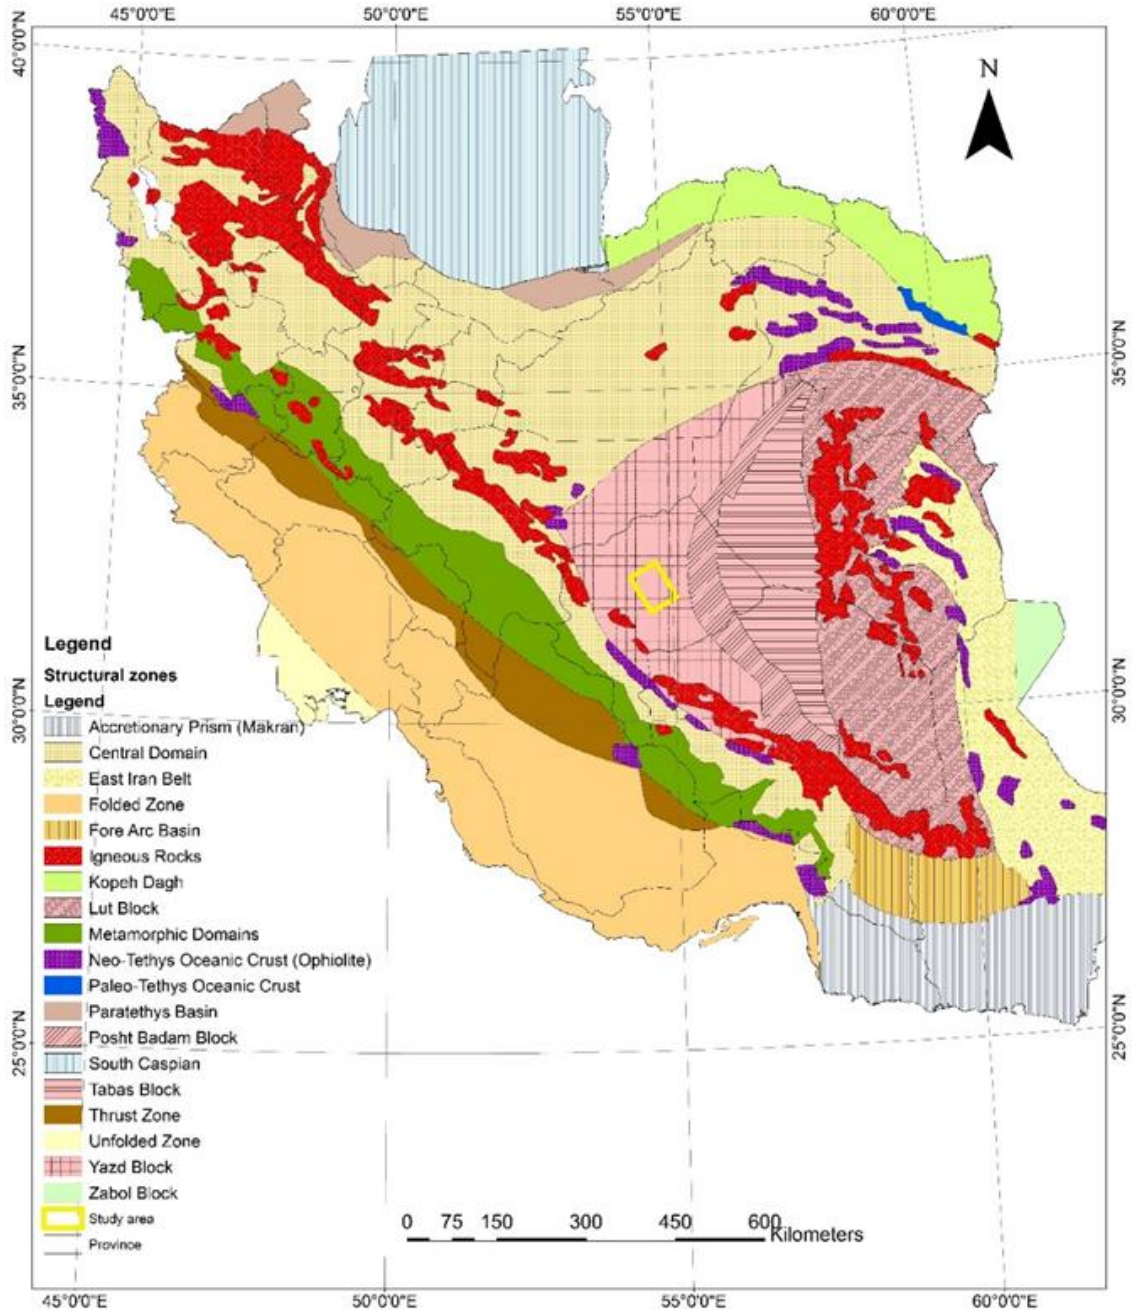 45°0'0"E 50°0'0"E 55°0'0"E 60°0'0"E
40°0'0"N
N
35°0'0"N
35°0'0"N
30°0'0"N
30°0'0"N
25°0'0"N
25°0'0"N
Legend
Structural zones
Legend
Accretionary Prism (Makran)
Central Domain
East Iran Belt
Folded Zone
Fore Arc Basin
Igneous Rocks
Kopeh Dagh
Lut Block
Metamorphic Domains
Neo-Tethys Oceanic Crust (Ophiolite)
Paleo-Tethys Oceanic Crust
Paratethys Basin
Posht Badam Block
South Caspian
Tabas Block
Thrust Zone
Unfolded Zone
Yazd Block
Zabol Block
Study area
Province
0 75 150 300 450 600
Kilometers
45°0'0"E 50°0'0"E 55°0'0"E 60°0'0"E